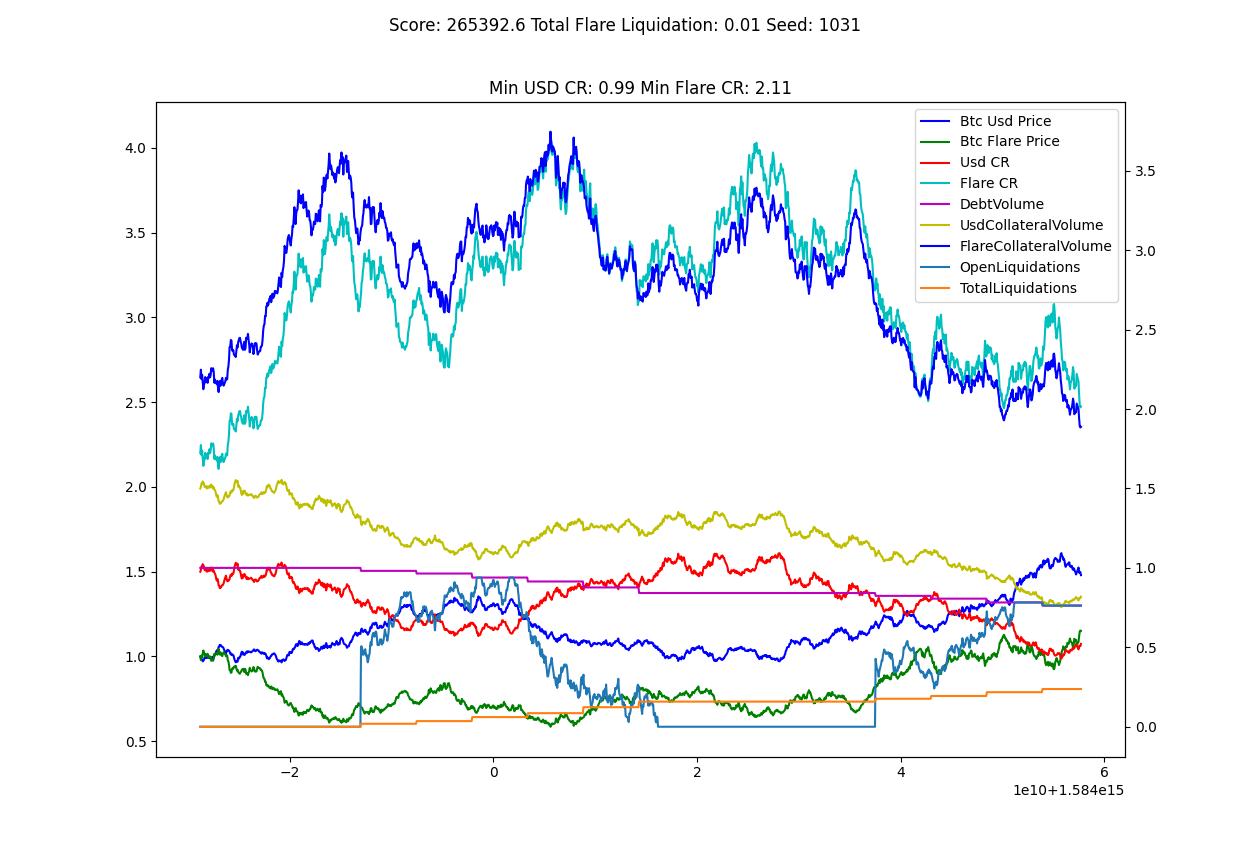 Score: 265392.6 Total Flare Liquidation: 0.01 Seed: 1031
Min USD CR: 0.99 Min Flare CR: 2.11
Btc Usd Price
Btc Flare Price
Usd CR
Flare CR
DebtVolume
UsdCollateralVolume
FlareCollateralVolume
OpenLiquidations
TotalLiquidations
4.0
3.5
3.0
2.5
2.0
1.5
1.0
0.5
3.5
3.0
2.5
2.0
1.5
1.0
0.5
0.0
−2
0
2
4
6
1e10+1.584e15